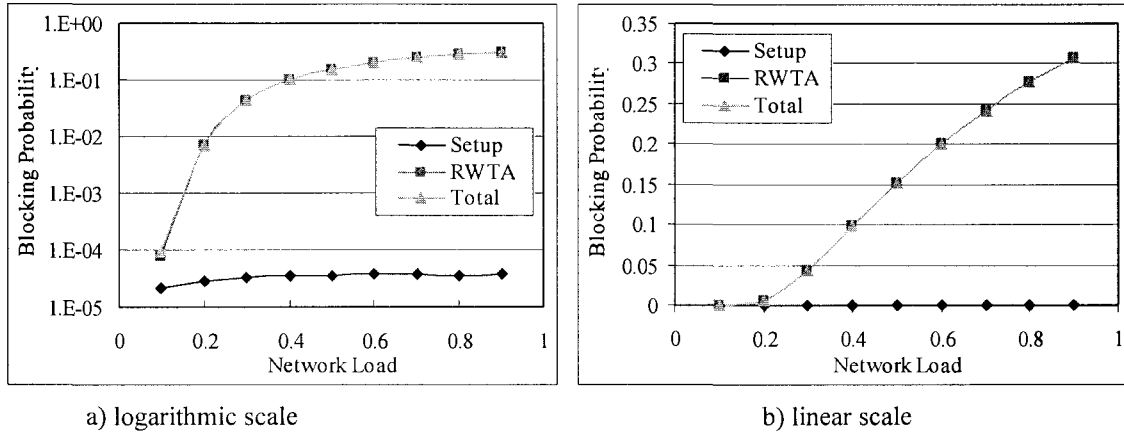 1.E+00
1.E-01
1.E-02
1.E-03
1.E-04
1.E-05
Blocking Probability
Setup
RWTA
Total
0
0.2
0.4
0.6
0.8
1
Network Load
a) logarithmic scale
0.35
0.3
0.25
0.2
0.15
0.1
0.05
0
Blocking Probability
Setup
RWTA
Total
0
0.2
0.4
0.6
0.8
1
Network Load
b) linear scale